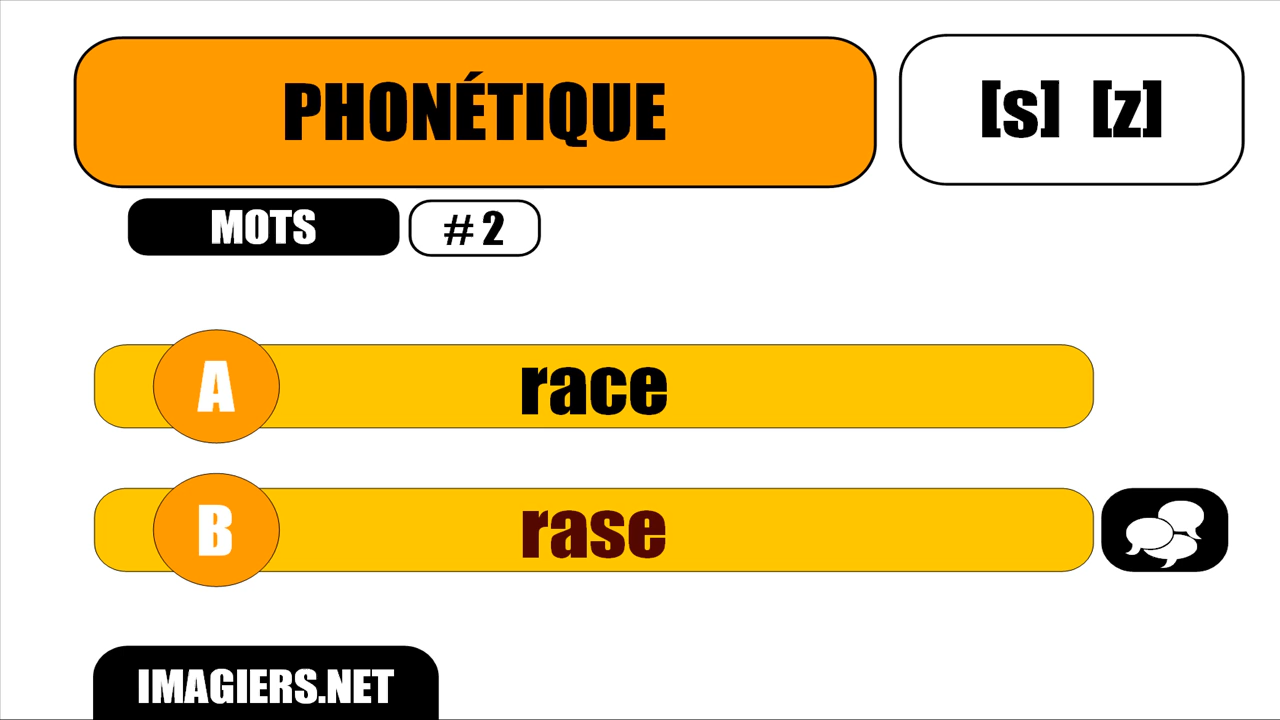 PHONÉTIQUE
[s] [z]
MOTS
# 2
A
race
B
rase
IMAGIERS.NET